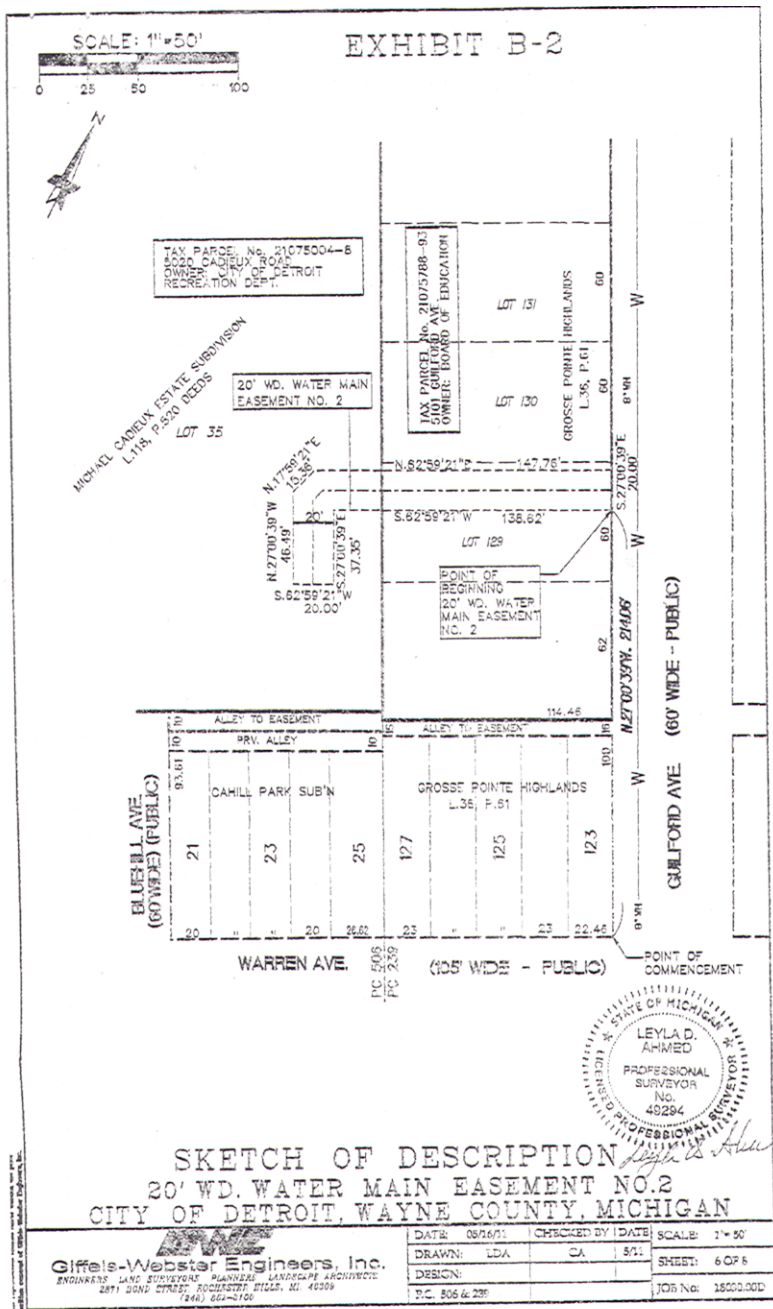 EXHIBIT B-2
SCALE: 1"=50'
0 25 50 100
N
TAX PARCEL No. 21075004-8
5020 CADIEUX ROAD
OWNER: CITY OF DETROIT
RECREATION DEPT.
MICHAEL CADIEUX ESTATE SUBDIVISION
L.118, P.520 DEEDS
LOT 35
20' WD. WATER MAIN
EASEMENT NO. 2
TAX PARCEL No. 21075788-93
5101 GUILFORD AVE.
OWNER: BOARD OF EDUCATION
LOT 131
LOT 130
GROSSE POINTE HIGHLANDS
L.36, P.61
60
60
W
8" WM
N.17°59'21"E
15.36'
N.62°59'21"E 147.76'
S.27°00'39"E
20.00'
N.27°00'39"W
46.49'
20'
S.27°00'39"E
37.35'
S.62°59'21"W 138.62'
LOT 129
60
W
S.62°59'21"W
20.00'
POINT OF
BEGINNING
20' WD. WATER
MAIN EASEMENT
NO. 2
62
N.27°00'39"W. 214.06'
GUILFORD AVE. (60' WIDE - PUBLIC)
114.46
10
ALLEY TO EASEMENT
15
ALLEY TO EASEMENT
16
10
PRV. ALLEY
10
100
93.61
CAHILL PARK SUB'N
GROSSE POINTE HIGHLANDS
L.36, P.61
W
BLUEHILL AVE.
(60' WIDE) (PUBLIC)
21
23
25
127
125
123
20 " " 20 26.62 23 " " 23 22.46
8" WM
WARREN AVE.
PC 506
PC 239
(105' WIDE - PUBLIC)
POINT OF
COMMENCEMENT
STATE OF MICHIGAN
LEYLA D.
AHMED
PROFESSIONAL
SURVEYOR
No.
49294
LICENSED PROFESSIONAL SURVEYOR
SKETCH OF DESCRIPTION
20' WD. WATER MAIN EASEMENT NO.2
CITY OF DETROIT, WAYNE COUNTY, MICHIGAN
GWE
Giffels-Webster Engineers, Inc.
ENGINEERS LAND SURVEYORS PLANNERS LANDSCAPE ARCHITECTS
2871 BOND STREET, ROCHESTER HILLS, MI. 48309
(248) 852-3100
DATE: 05/16/11 CHECKED BY DATE SCALE: 1"= 50'
DRAWN: LDA CA 5/11
SHEET: 6 OF 8
DESIGN:
P.C. 506 & 239
JOB No: